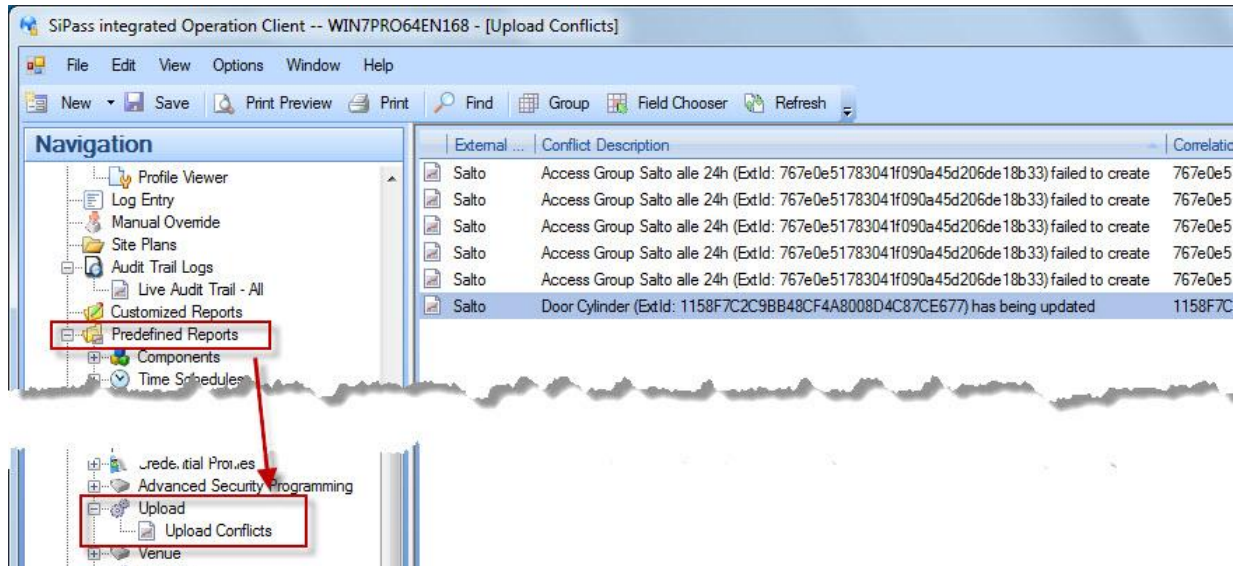 SiPass integrated Operation Client -- WIN7PRO64EN168 - [Upload Conflicts]
File Edit View Options Window Help
New Save Print Preview Print Find Group Field Chooser Refresh
Navigation
Profile Viewer
Log Entry
Manual Override
Site Plans
Audit Trail Logs
Live Audit Trail - All
Customized Reports
Predefined Reports
Components
Time Schedules
Advanced Security Programming
Upload
Upload Conflicts
Venue
External ... Conflict Description Correlatio
Salto Access Group Salto alle 24h (ExtId: 767e0e51783041f090a45d206de18b33) failed to create 767e0e5
Salto Access Group Salto alle 24h (ExtId: 767e0e51783041f090a45d206de18b33) failed to create 767e0e5
Salto Access Group Salto alle 24h (ExtId: 767e0e51783041f090a45d206de18b33) failed to create 767e0e5
Salto Access Group Salto alle 24h (ExtId: 767e0e51783041f090a45d206de18b33) failed to create 767e0e5
Salto Access Group Salto alle 24h (ExtId: 767e0e51783041f090a45d206de18b33) failed to create 767e0e5
Salto Door Cylinder (ExtId: 1158F7C2C9BB48CF4A8008D4C87CE677) has being updated 1158F7C